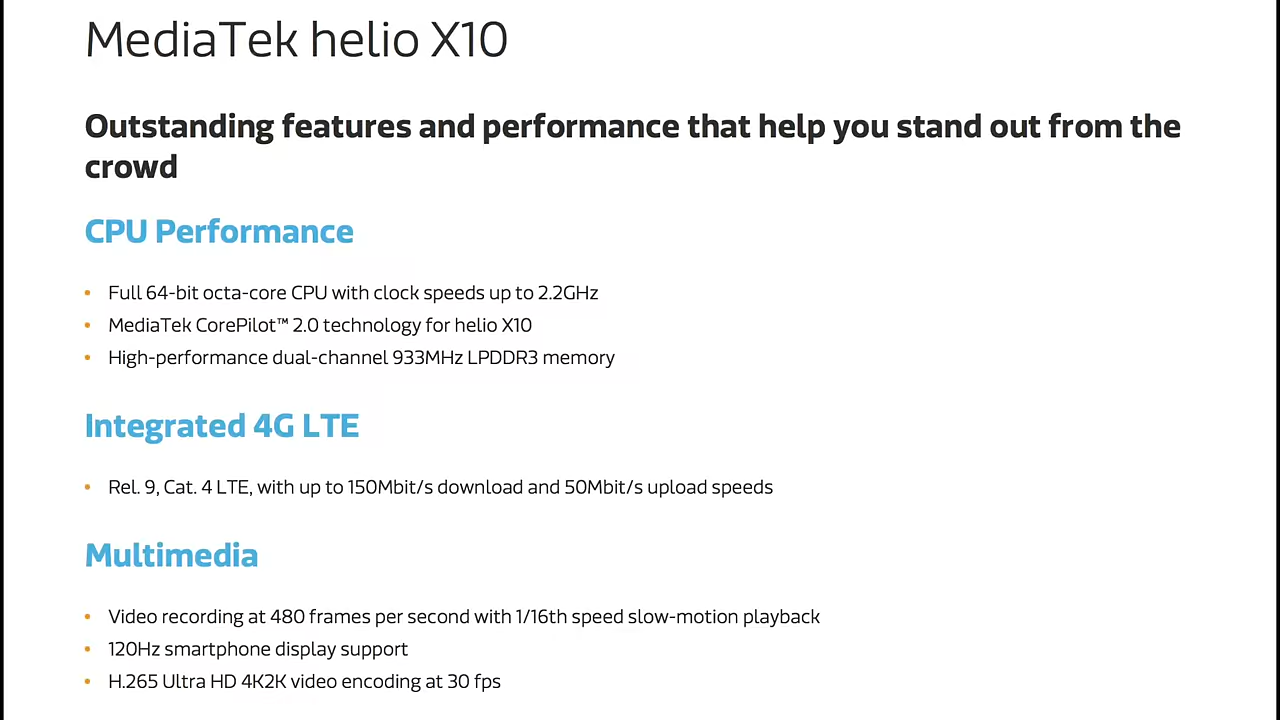 MediaTek helio X10
Outstanding features and performance that help you stand out from the
crowd
CPU Performance
• Full 64-bit octa-core CPU with clock speeds up to 2.2GHz
• MediaTek CorePilot™ 2.0 technology for helio X10
• High-performance dual-channel 933MHz LPDDR3 memory
Integrated 4G LTE
• Rel. 9, Cat. 4 LTE, with up to 150Mbit/s download and 50Mbit/s upload speeds
Multimedia
• Video recording at 480 frames per second with 1/16th speed slow-motion playback
• 120Hz smartphone display support
• H.265 Ultra HD 4K2K video encoding at 30 fps